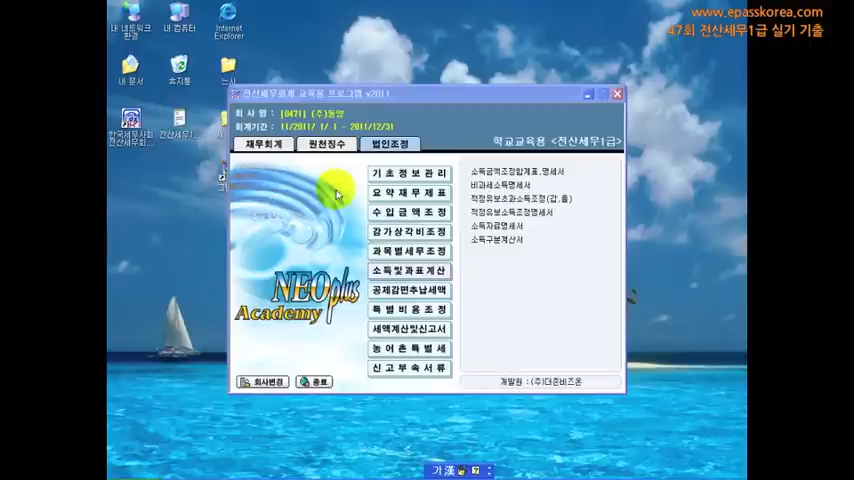 www.epasskorea.com
47회 전산세무1급 실기 기출
내 네트워크 환경
내 컴퓨터
Internet Explorer
내 문서
휴지통
한국세무사회
전산세무회...
전산세무1...
전산세무회계 교육용 프로그램 v2011
회 사 명 : [0471] (주)동양
회계기간 : 11/2011/ 1/ 1 - 2011/12/31
학교교육용 <전산세무1급>
재무회계
원천징수
법인조정
기초정보관리
요약재무제표
수입금액조정
감가상각비조정
과목별세무조정
소득및과표계산
공제감면추납세액
특별비용조정
세액계산및신고서
농어촌특별세
신고부속서류
소득금액조정합계표,명세서
비과세소득명세서
적정유보초과소득조정(갑,을)
적정유보소득조정명세서
소득자료명세서
소득구분계산서
NEOplus
Academy
회사변경
종료
개발원 : (주)더존비즈온
가 漢